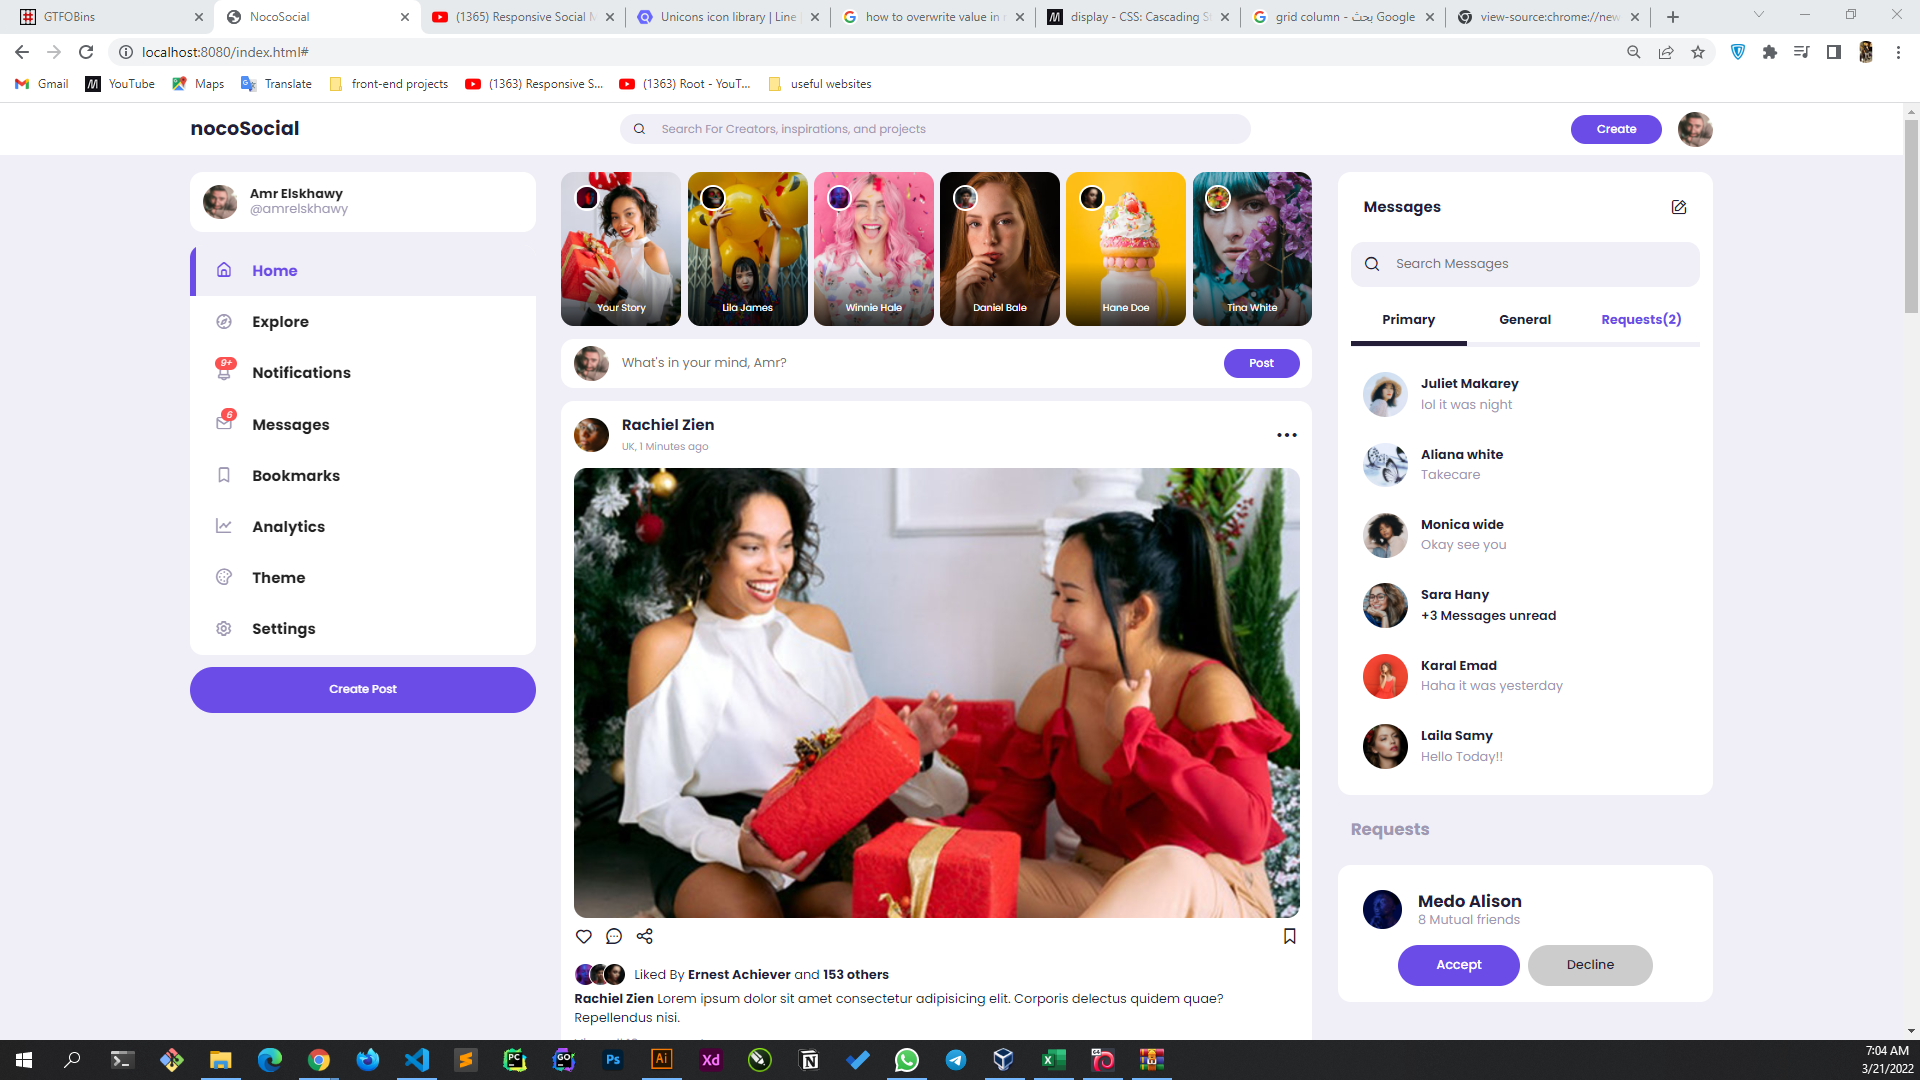 GTFOBins
NocoSocial
(1365) Responsive Social M
Unicons icon library | Line
how to overwrite value in r
display - CSS: Cascading St
grid column - بحث Google
view-source:chrome://new
localhost:8080/index.html#
Gmail
YouTube
Maps
Translate
front-end projects
(1363) Responsive S...
(1363) Root - YouT...
useful websites
nocoSocial
Search For Creators, inspirations, and projects
Create
Amr Elskhawy
@amrelskhawy
Home
Explore
9+
Notifications
6
Messages
Bookmarks
Analytics
Theme
Settings
Create Post
Your Story
Lila James
Winnie Hale
Daniel Bale
Hane Doe
Tina White
What's in your mind, Amr?
Post
Rachiel Zien
UK, 1 Minutes ago
Liked By Ernest Achiever and 153 others
Rachiel Zien Lorem ipsum dolor sit amet consectetur adipisicing elit. Corporis delectus quidem quae?
Repellendus nisi.
Messages
Search Messages
Primary
General
Requests(2)
Juliet Makarey
lol it was night
Aliana white
Takecare
Monica wide
Okay see you
Sara Hany
+3 Messages unread
Karal Emad
Haha it was yesterday
Laila Samy
Hello Today!!
Requests
Medo Alison
8 Mutual friends
Accept
Decline
PC
GO
Ps
Ai
Xd
N
7:04 AM
3/21/2022